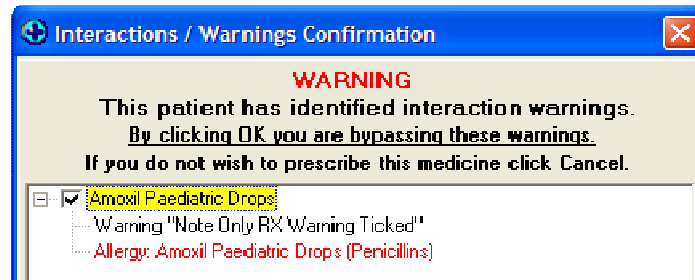 Interactions / Warnings Confirmation
WARNING
This patient has identified interaction warnings.
By clicking OK you are bypassing these warnings.
If you do not wish to prescribe this medicine click Cancel.
Amoxil Paediatric Drops
Warning "Note Only RX Warning Ticked"
Allergy: Amoxil Paediatric Drops (Penicillins)